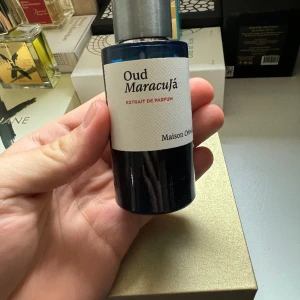 Oud
Maracujá
EXTRAIT DE PARFUM
Maison